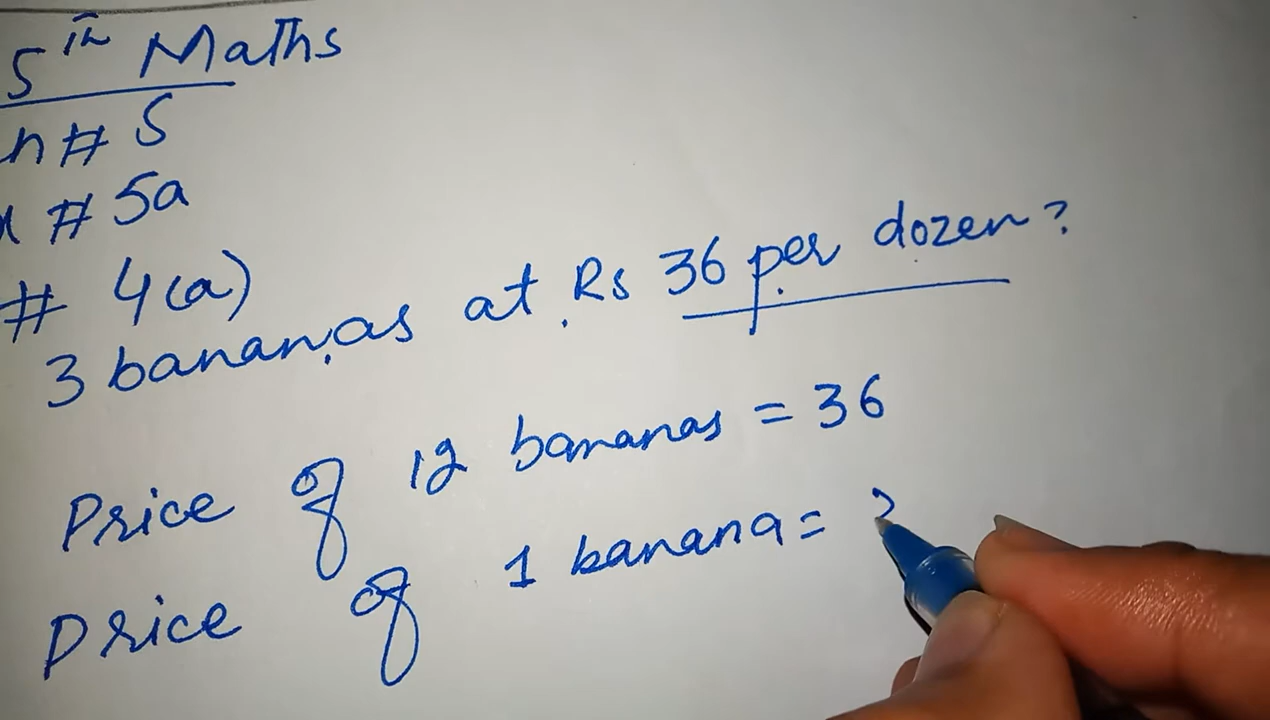 5th Maths
n # 5
# 5a
# 4(a)
3 bananas at Rs 36 per dozen?
Price of 12 bananas = 36
Price of 1 banana =